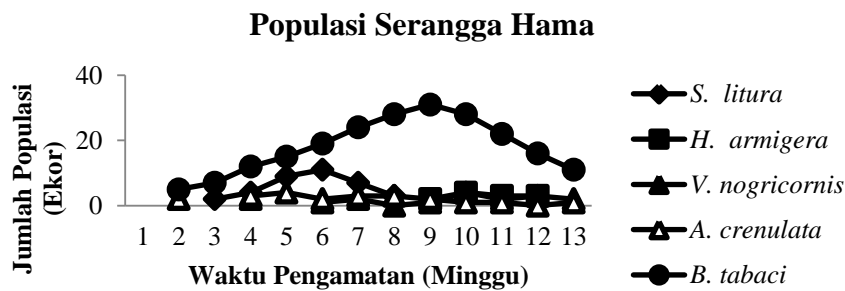 Populasi Serangga Hama
Jumlah Populasi
(Ekor)
40
20
0
1 2 3 4 5 6 7 8 9 10 11 12 13
Waktu Pengamatan (Minggu)
S. litura
H. armigera
V. nogricornis
A. crenulata
B. tabaci